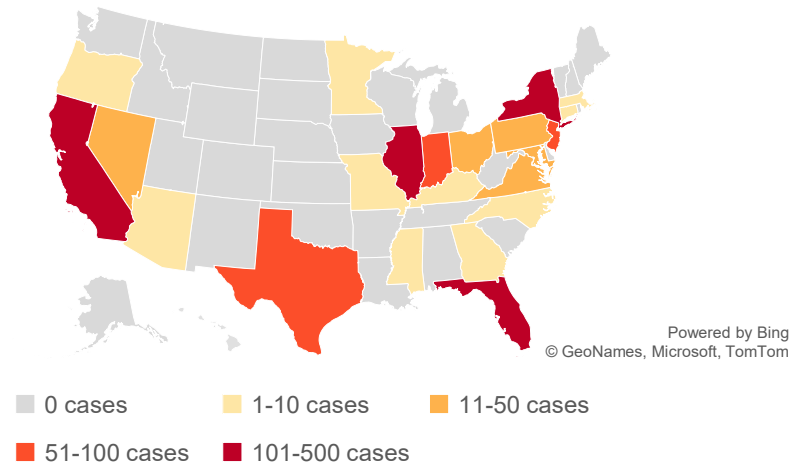 Powered by Bing
© GeoNames, Microsoft, TomTom
0 cases
1-10 cases
11-50 cases
51-100 cases
101-500 cases